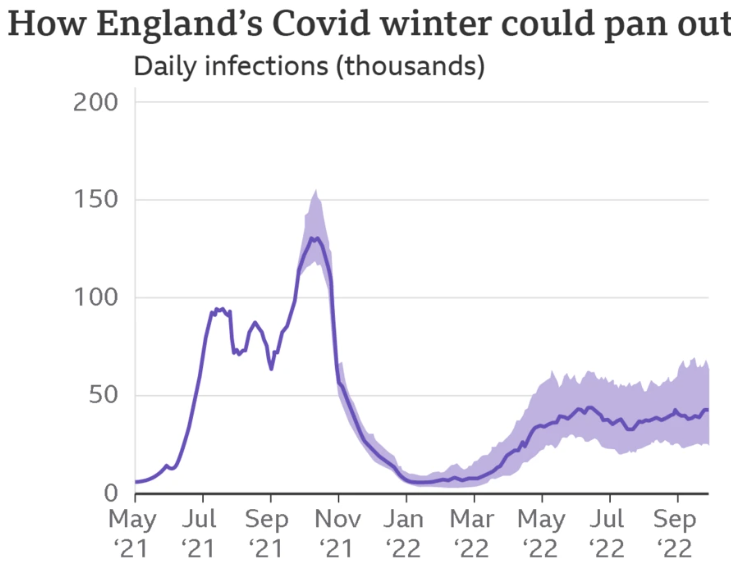 How England’s Covid winter could pan out
Daily infections (thousands)
200
150
100
50
0
May Jul Sep Nov Jan Mar May Jul Sep
‘21 ‘21 ‘21 ‘21 ‘22 ‘22 ‘22 ‘22 ‘22